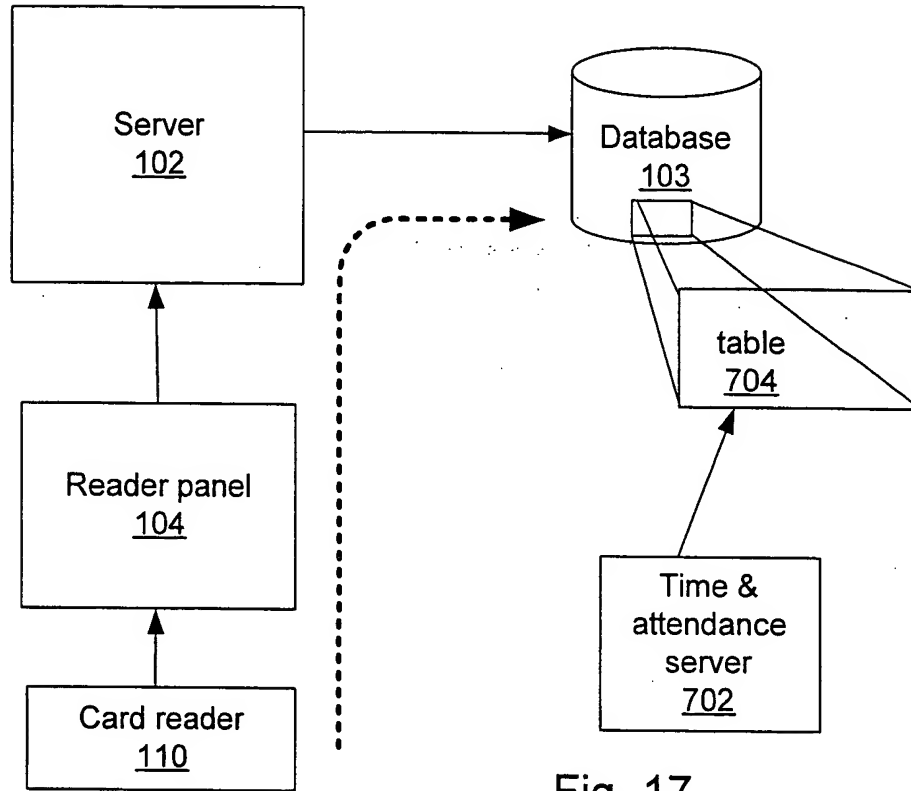 Server
102
Database
103
table
704
Reader panel
104
Time &
attendance
server
702
Card reader
110
Fig. 17